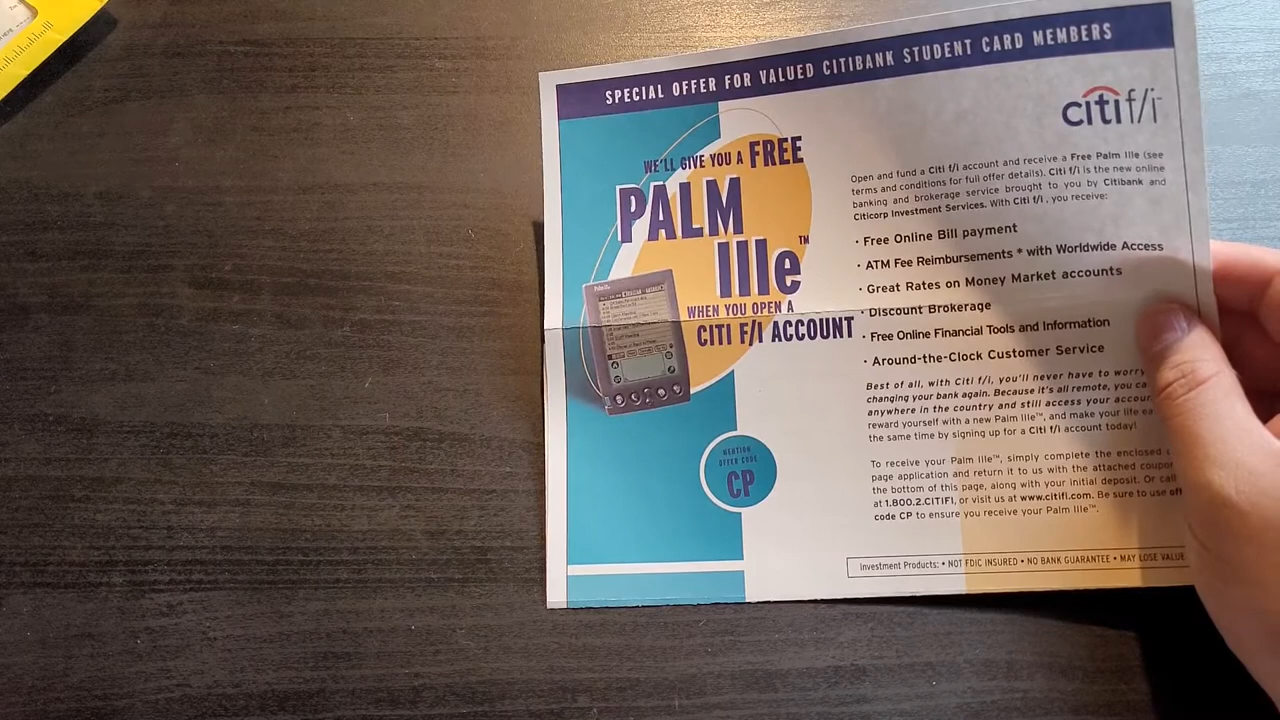 SPECIAL OFFER FOR VALUED CITIBANK STUDENT CARD MEMBERS
citi f/i
WE'LL GIVE YOU A FREE
PALM
IIIe™
WHEN YOU OPEN A
CITI F/I ACCOUNT
MENTION
OFFER CODE
CP
Open and fund a Citi f/i account and receive a Free Palm IIIe (see
terms and conditions for full offer details). Citi f/i is the new online
banking and brokerage service brought to you by Citibank and
Citicorp Investment Services. With Citi f/i , you receive:
· Free Online Bill payment
· ATM Fee Reimbursements * with Worldwide Access
· Great Rates on Money Market accounts
· Discount Brokerage
· Free Online Financial Tools and Information
· Around-the-Clock Customer Service
Best of all, with Citi f/i, you'll never have to worry
changing your bank again. Because it's all remote, you ca
anywhere in the country and still access your accoun
reward yourself with a new Palm IIIe™, and make your life ea
the same time by signing up for a Citi f/i account today!
To receive your Palm IIIe™, simply complete the enclosed
page application and return it to us with the attached coupon
the bottom of this page, along with your initial deposit. Or call
at 1.800.2.CITIFI, or visit us at www.citifi.com. Be sure to use off
code CP to ensure you receive your Palm IIIe™.
Investment Products: • NOT FDIC INSURED • NO BANK GUARANTEE • MAY LOSE VALUE